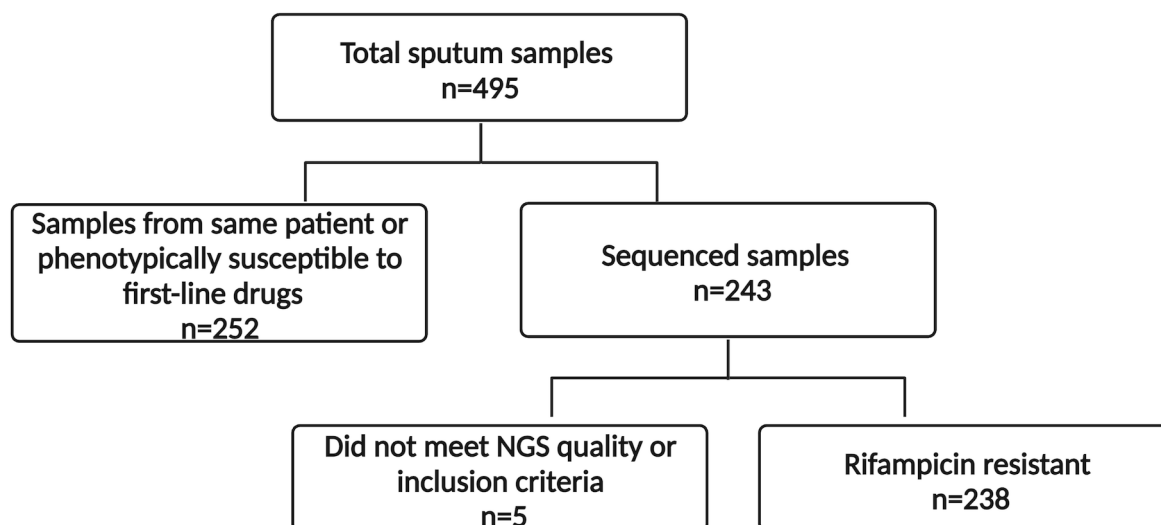 Total sputum samples
n=495
Samples from same patient or
phenotypically susceptible to
first-line drugs
n=252
Sequenced samples
n=243
Did not meet NGS quality or
inclusion criteria
n=5
Rifampicin resistant
n=238